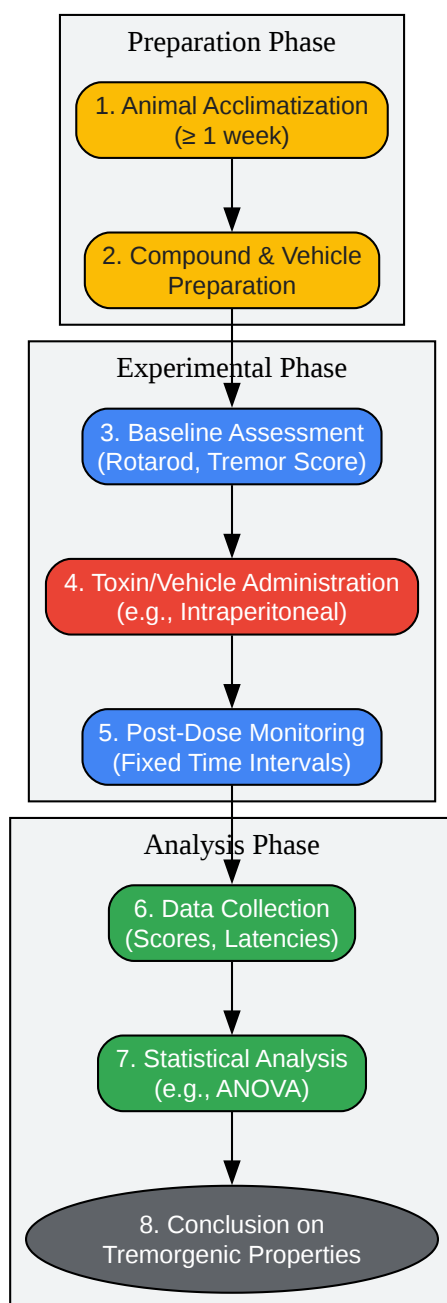 Preparation Phase
1. Animal Acclimatization
(≥ 1 week)
2. Compound & Vehicle
Preparation
Experimental Phase
3. Baseline Assessment
(Rotarod, Tremor Score)
4. Toxin/Vehicle Administration
(e.g., Intraperitoneal)
5. Post-Dose Monitoring
(Fixed Time Intervals)
Analysis Phase
6. Data Collection
(Scores, Latencies)
7. Statistical Analysis
(e.g., ANOVA)
8. Conclusion on
Tremorgenic Properties